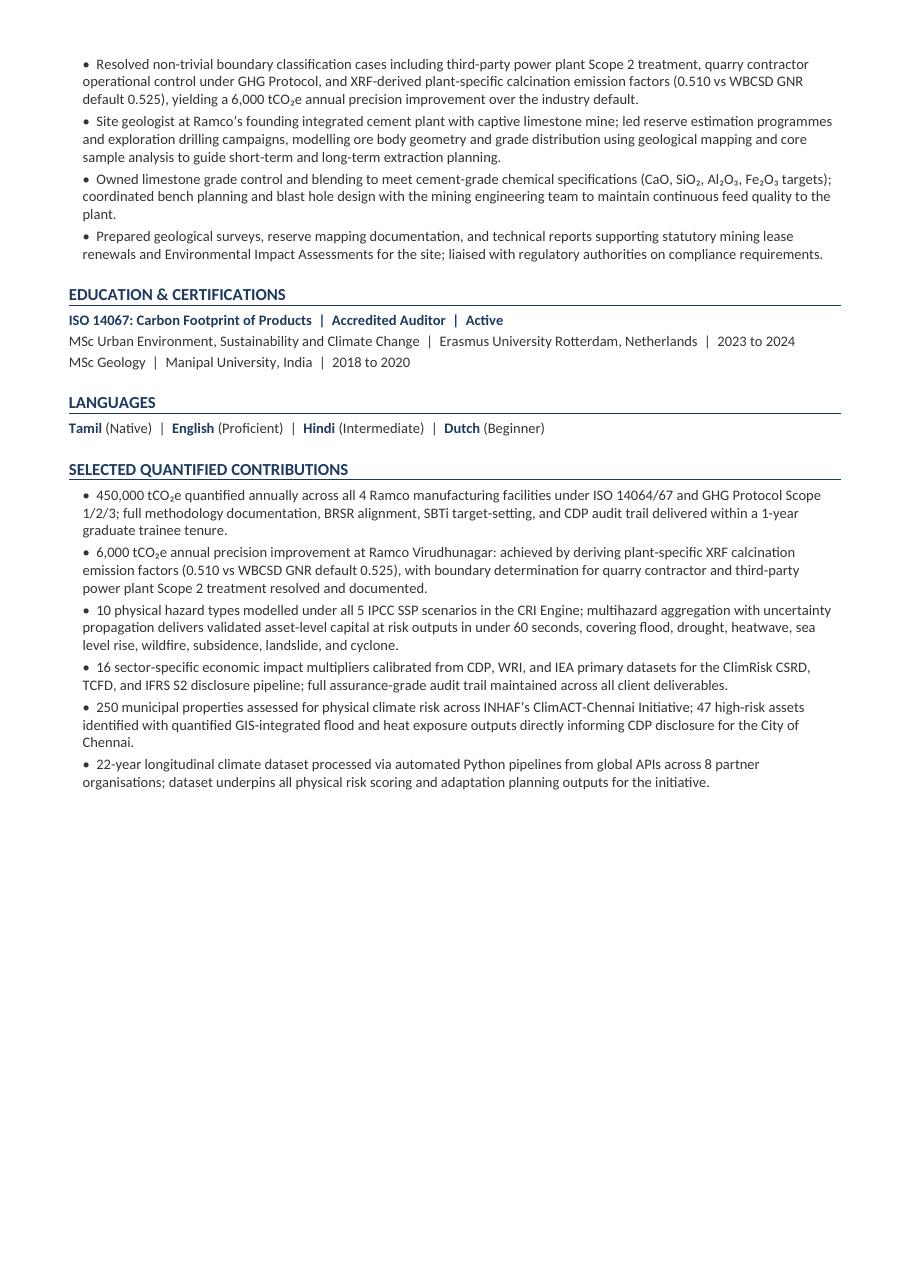 • Resolved non-trivial boundary classification cases including third-party power plant Scope 2 treatment, quarry contractor
operational control under GHG Protocol, and XRF-derived plant-specific calcination emission factors (0.510 vs WBCSD GNR
default 0.525), yielding a 6,000 tCO₂e annual precision improvement over the industry default.
• Site geologist at Ramco’s founding integrated cement plant with captive limestone mine; led reserve estimation programmes
and exploration drilling campaigns, modelling ore body geometry and grade distribution using geological mapping and core
sample analysis to guide short-term and long-term extraction planning.
• Owned limestone grade control and blending to meet cement-grade chemical specifications (CaO, SiO₂, Al₂O₃, Fe₂O₃ targets);
coordinated bench planning and blast hole design with the mining engineering team to maintain continuous feed quality to the
plant.
• Prepared geological surveys, reserve mapping documentation, and technical reports supporting statutory mining lease
renewals and Environmental Impact Assessments for the site; liaised with regulatory authorities on compliance requirements.
EDUCATION & CERTIFICATIONS
ISO 14067: Carbon Footprint of Products | Accredited Auditor | Active
MSc Urban Environment, Sustainability and Climate Change | Erasmus University Rotterdam, Netherlands | 2023 to 2024
MSc Geology | Manipal University, India | 2018 to 2020
LANGUAGES
Tamil (Native) | English (Proficient) | Hindi (Intermediate) | Dutch (Beginner)
SELECTED QUANTIFIED CONTRIBUTIONS
• 450,000 tCO₂e quantified annually across all 4 Ramco manufacturing facilities under ISO 14064/67 and GHG Protocol Scope
1/2/3; full methodology documentation, BRSR alignment, SBTi target-setting, and CDP audit trail delivered within a 1-year
graduate trainee tenure.
• 6,000 tCO₂e annual precision improvement at Ramco Virudhunagar: achieved by deriving plant-specific XRF calcination
emission factors (0.510 vs WBCSD GNR default 0.525), with boundary determination for quarry contractor and third-party
power plant Scope 2 treatment resolved and documented.
• 10 physical hazard types modelled under all 5 IPCC SSP scenarios in the CRI Engine; multihazard aggregation with uncertainty
propagation delivers validated asset-level capital at risk outputs in under 60 seconds, covering flood, drought, heatwave, sea
level rise, wildfire, subsidence, landslide, and cyclone.
• 16 sector-specific economic impact multipliers calibrated from CDP, WRI, and IEA primary datasets for the ClimRisk CSRD,
TCFD, and IFRS S2 disclosure pipeline; full assurance-grade audit trail maintained across all client deliverables.
• 250 municipal properties assessed for physical climate risk across INHAF’s ClimACT-Chennai Initiative; 47 high-risk assets
identified with quantified GIS-integrated flood and heat exposure outputs directly informing CDP disclosure for the City of
Chennai.
• 22-year longitudinal climate dataset processed via automated Python pipelines from global APIs across 8 partner
organisations; dataset underpins all physical risk scoring and adaptation planning outputs for the initiative.